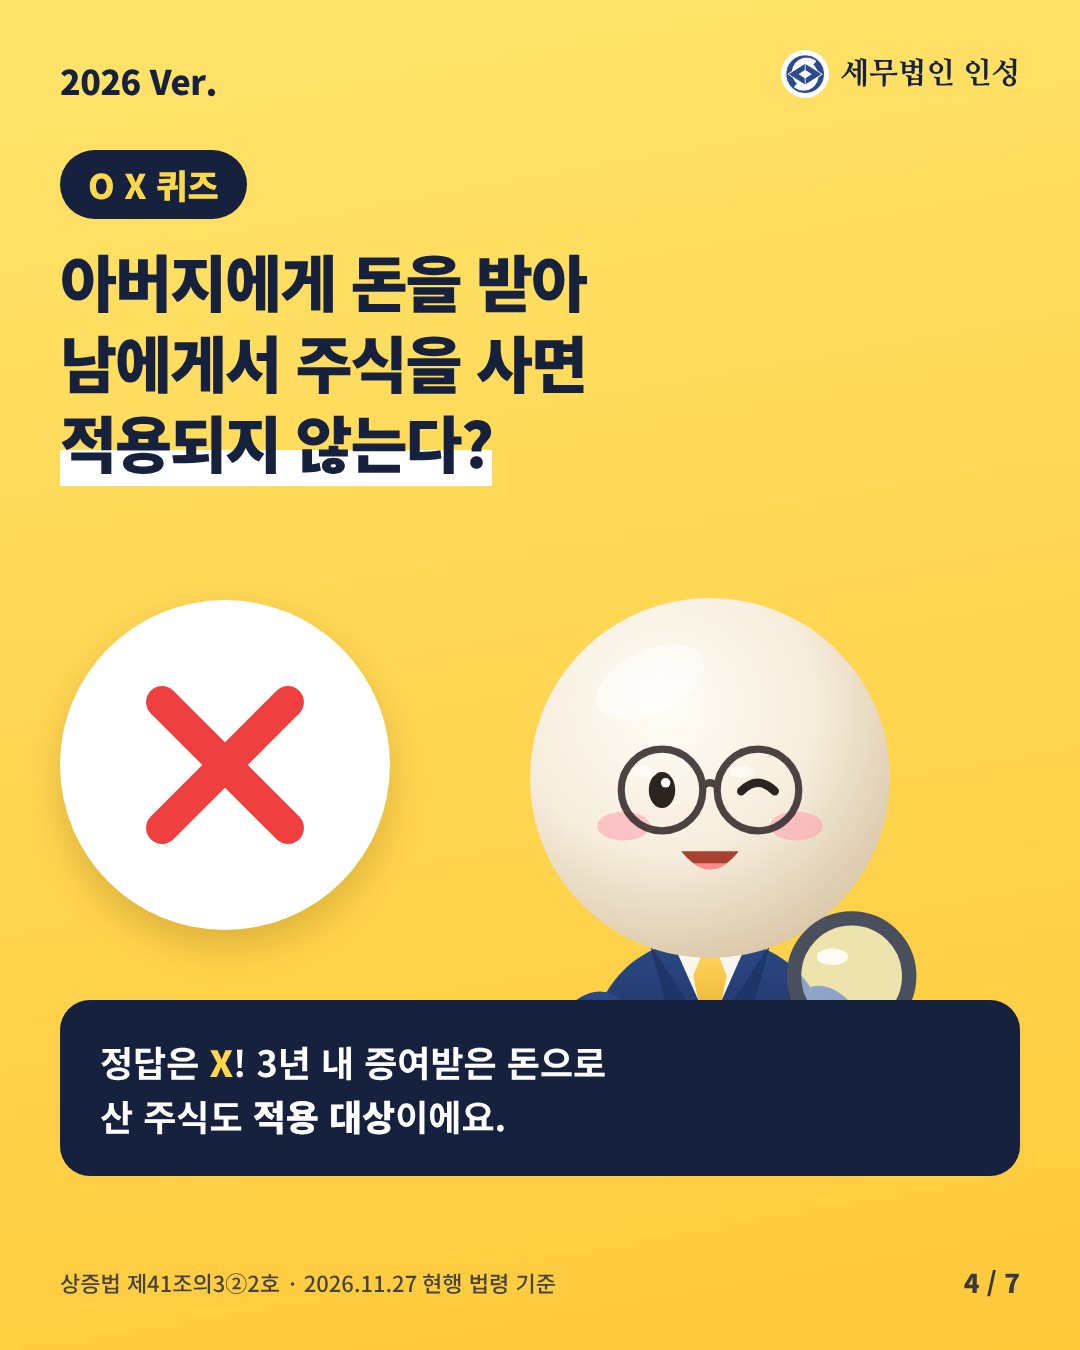 2026 Ver.
세무법인 인성
O X 퀴즈
아버지에게 돈을 받아
남에게서 주식을 사면
적용되지 않는다?
정답은 X! 3년 내 증여받은 돈으로
산 주식도 적용 대상이에요.
상증법 제41조의3②2호 · 2026.11.27 현행 법령 기준
4 / 7